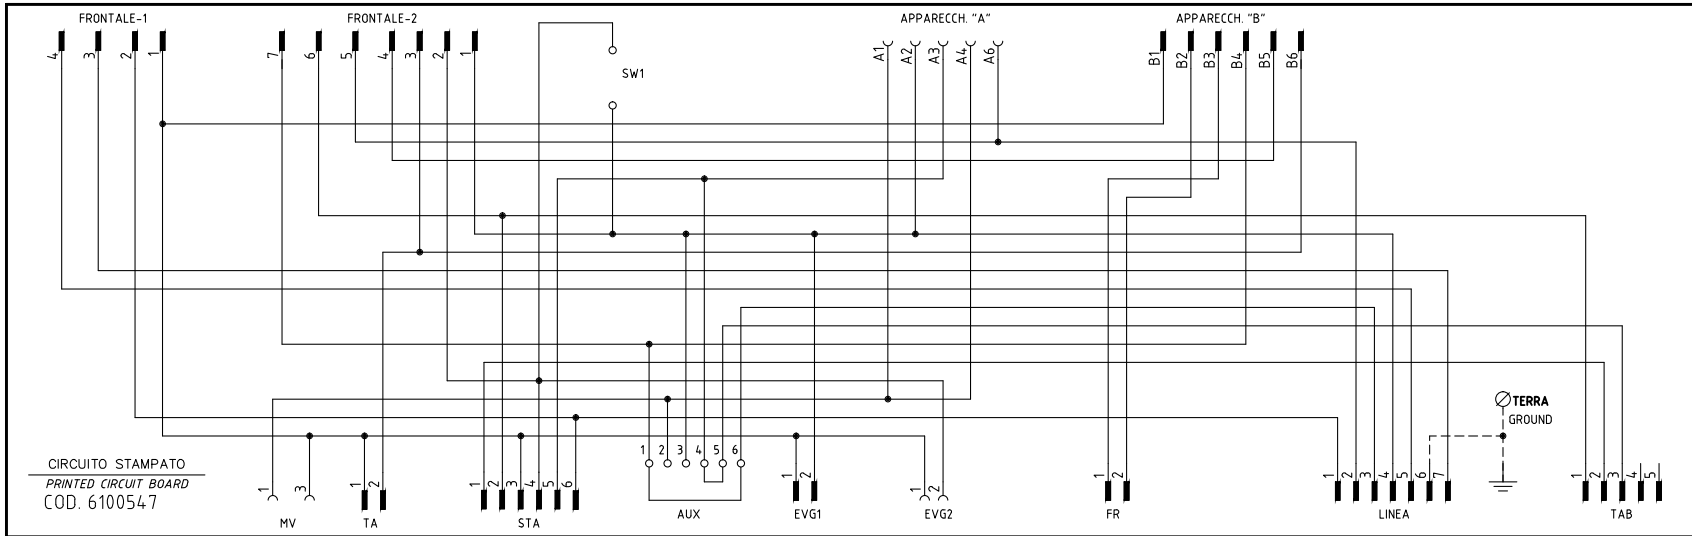 FRONTALE-1 FRONTALE-2 APPARECCH. "A" APPARECCH. "B"
4 3 2 1 7 6 5 4 3 2 1 A1 A2 A3 A4 A6 B1 B2 B3 B4 B5 B6
SW1
TERRA
GROUND
1 2 3 4 5 6
CIRCUITO STAMPATO
PRINTED CIRCUIT BOARD
COD. 6100547
1 3 1 2 1 2 3 4 5 6 1 2 1 2 1 2 1 2 3 4 5 6 7 1 2 3 4 5
MV TA STA AUX EVG1 EVG2 FR LINEA TAB